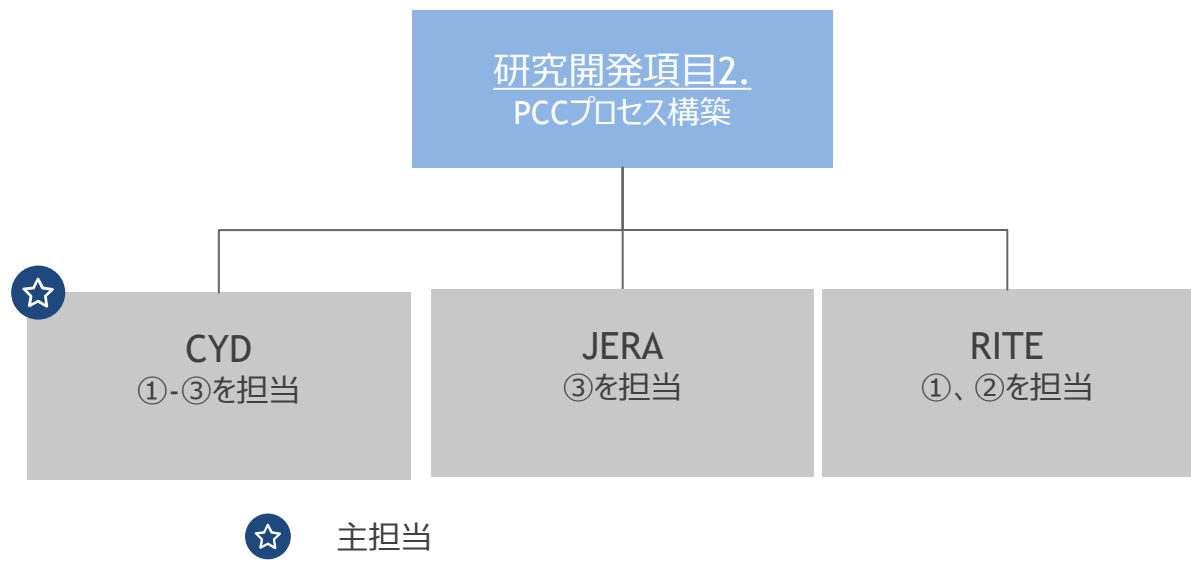 研究開発項目2.
PCCプロセス構築
CYD
①-③を担当
JERA
③を担当
RITE
①、②を担当
主担当